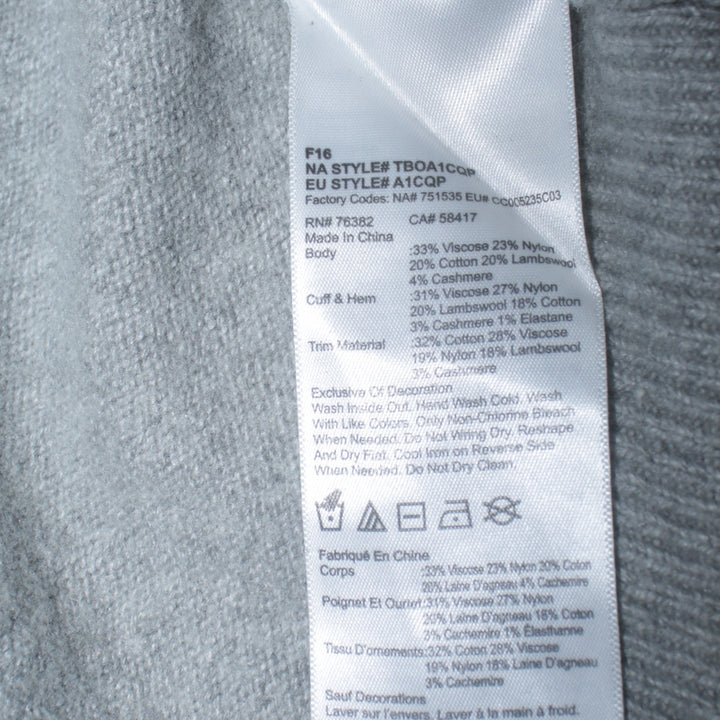 F16
NA STYLE# TBOA1CQP
EU STYLE# A1CQP
Factory Codes: NA# 751535 EU# CC005235C03
RN# 76382 CA# 58417
Made In China
Body :33% Viscose 23% Nylon
20% Cotton 20% Lambswool
4% Cashmere
Cuff & Hem :31% Viscose 27% Nylon
20% Lambswool 18% Cotton
3% Cashmere 1% Elastane
Trim Material :32% Cotton 28% Viscose
19% Nylon 18% Lambswool
3% Cashmere
Exclusive Of Decoration
Wash Inside Out. Hand Wash Cold. Wash
With Like Colors. Only Non-Chlorine Bleach
When Needed. Do Not Wring Dry. Reshape
And Dry Flat. Cool Iron on Reverse Side
When Needed. Do Not Dry Clean.
Fabriqué En Chine
Corps :33% Viscose 23% Nylon 20% Coton
20% Laine D'agneau 4% Cachemire
Poignet Et Ourlet:31% Viscose 27% Nylon
20% Laine D'agneau 18% Coton
3% Cachemire 1% Élasthanne
Tissu D'ornements:32% Coton 28% Viscose
19% Nylon 18% Laine D'agneau
3% Cachemire
Sauf Decorations
Laver sur l'envers. Laver à la main à froid.